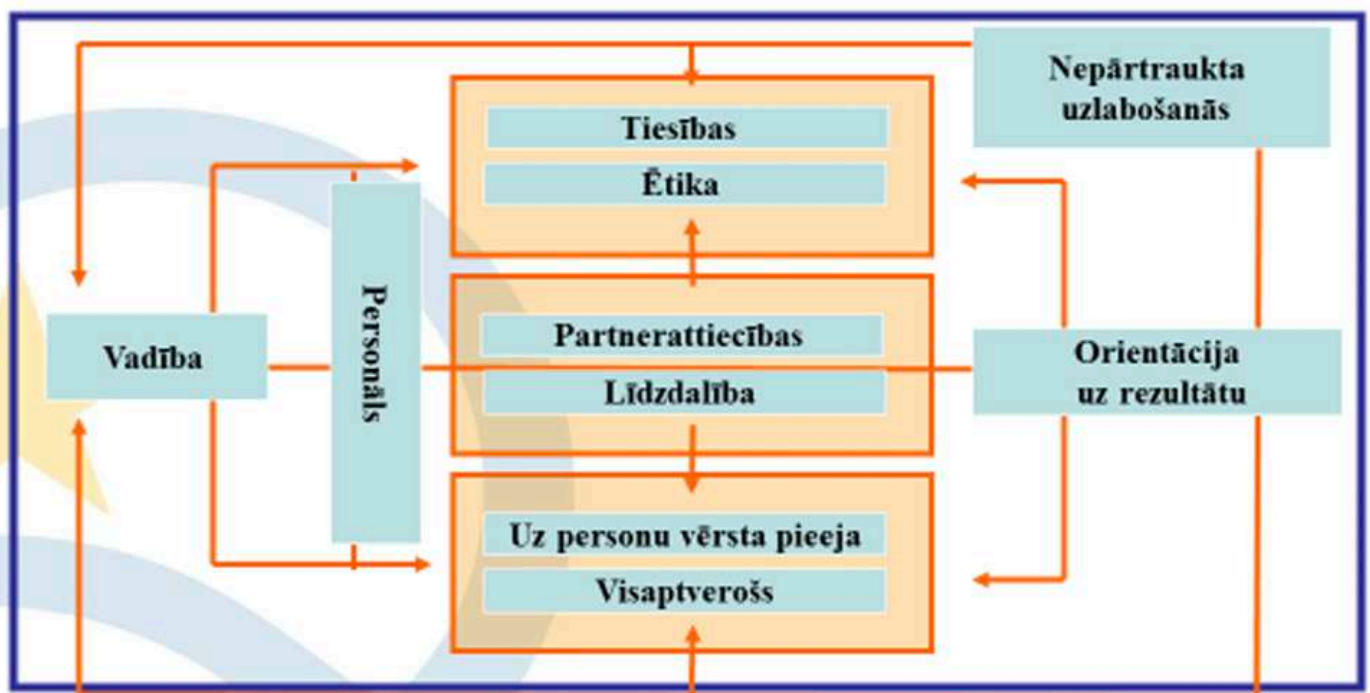 Nepārtraukta
uzlabošanās
Tiesības
Ētika
Personāls
Vadība
Partnerattiecības
Līdzdalība
Orientācija
uz rezultātu
Uz personu vērsta pieeja
Visaptverošs